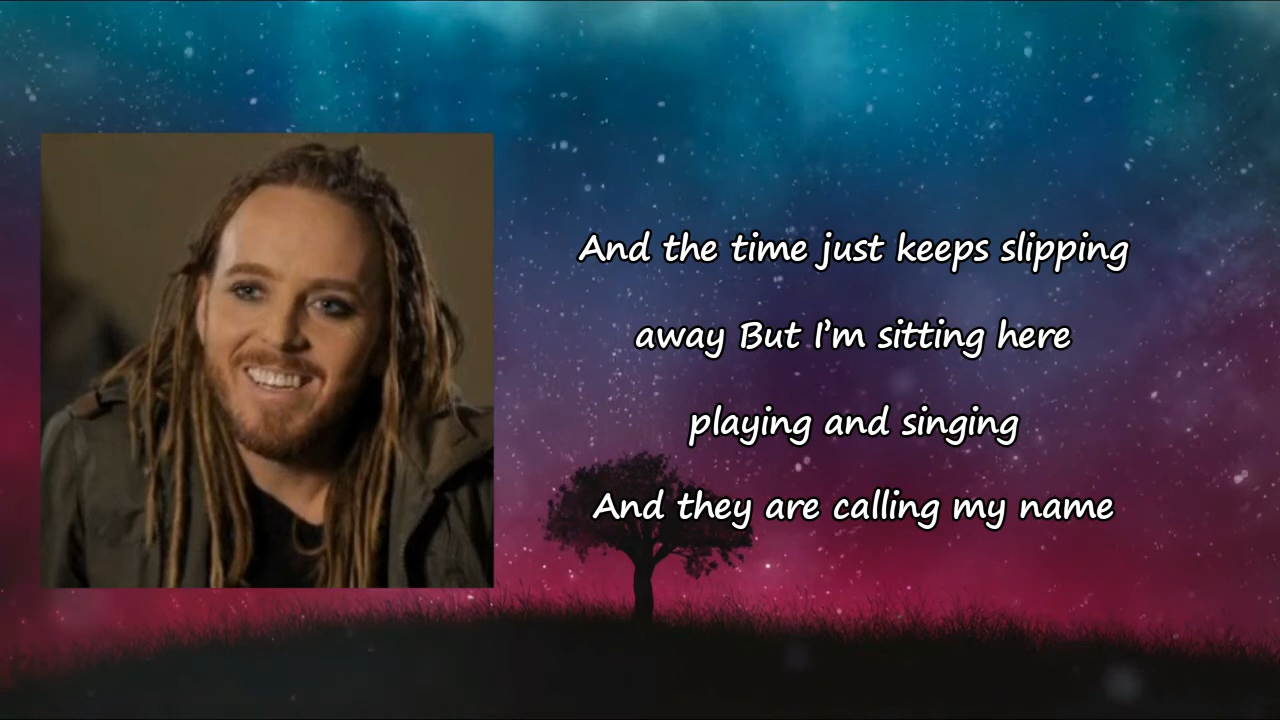 And the time just keeps slipping
away But I’m sitting here
playing and singing
And they are calling my name